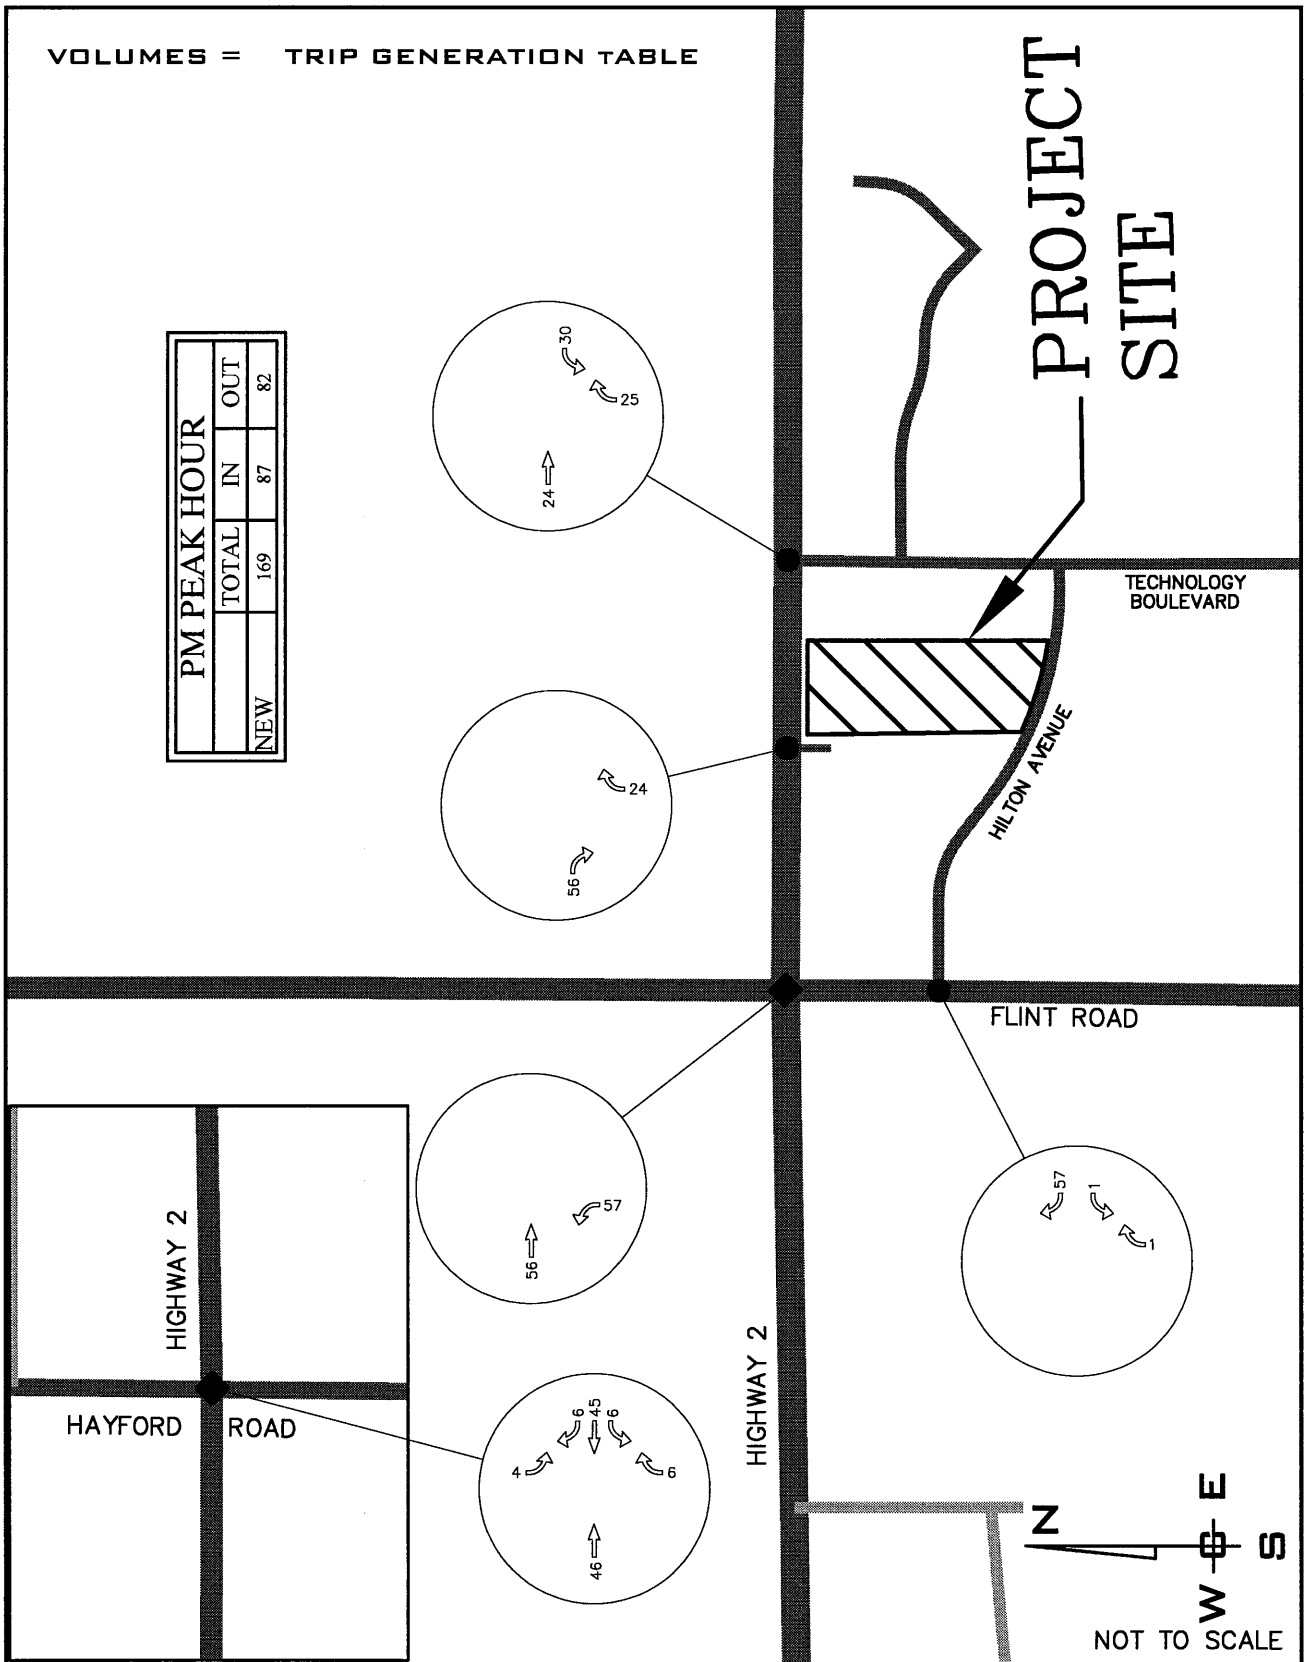 VOLUMES = TRIP GENERATION TABLE
PROJECT
SITE
PM PEAK HOUR
TOTAL IN OUT
NEW 169 87 82
30
25
24
24
56
TECHNOLOGY
BOULEVARD
HILTON AVENUE
FLINT ROAD
57
56
57
1
1
HIGHWAY 2
HAYFORD ROAD
HIGHWAY 2
6 45 6
4
6
46
N
W E
S
NOT TO SCALE